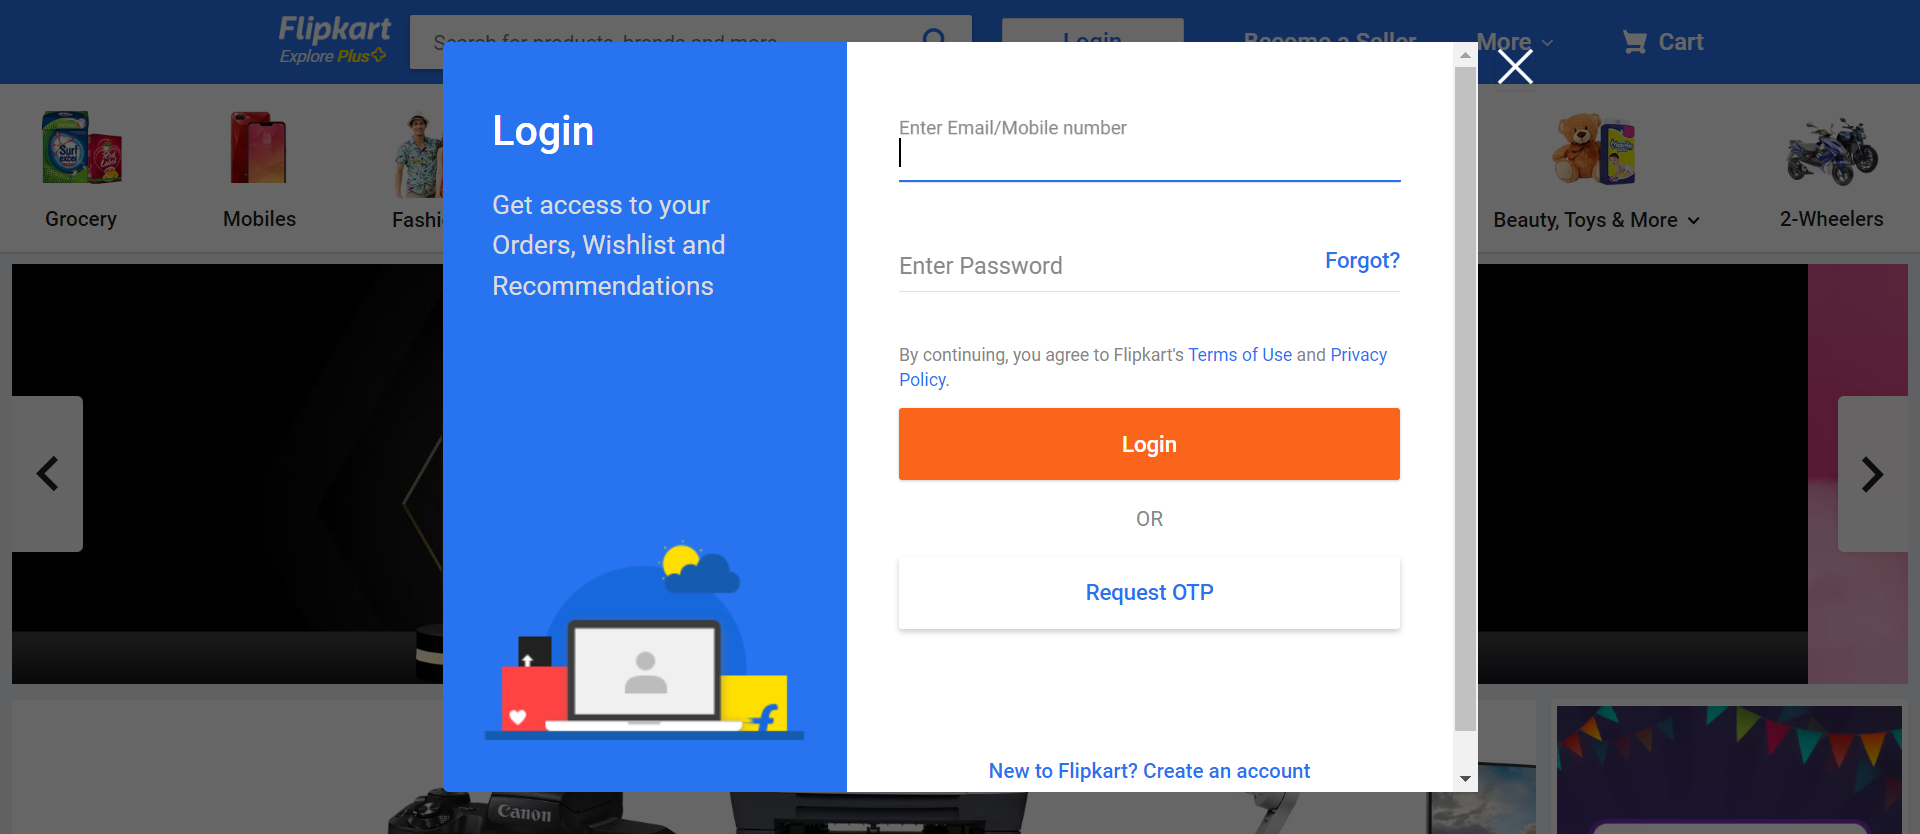 Flipkart
Explore Plus
Search for products, brands and more
Login
Become a Seller
More
Cart
Grocery
Mobiles
Fashi
Beauty, Toys & More
2-Wheelers
Login
Get access to your
Orders, Wishlist and
Recommendations
Enter Email/Mobile number
Enter Password
Forgot?
By continuing, you agree to Flipkart's Terms of Use and Privacy
Policy.
Login
OR
Request OTP
New to Flipkart? Create an account
Surf
excel
Canon